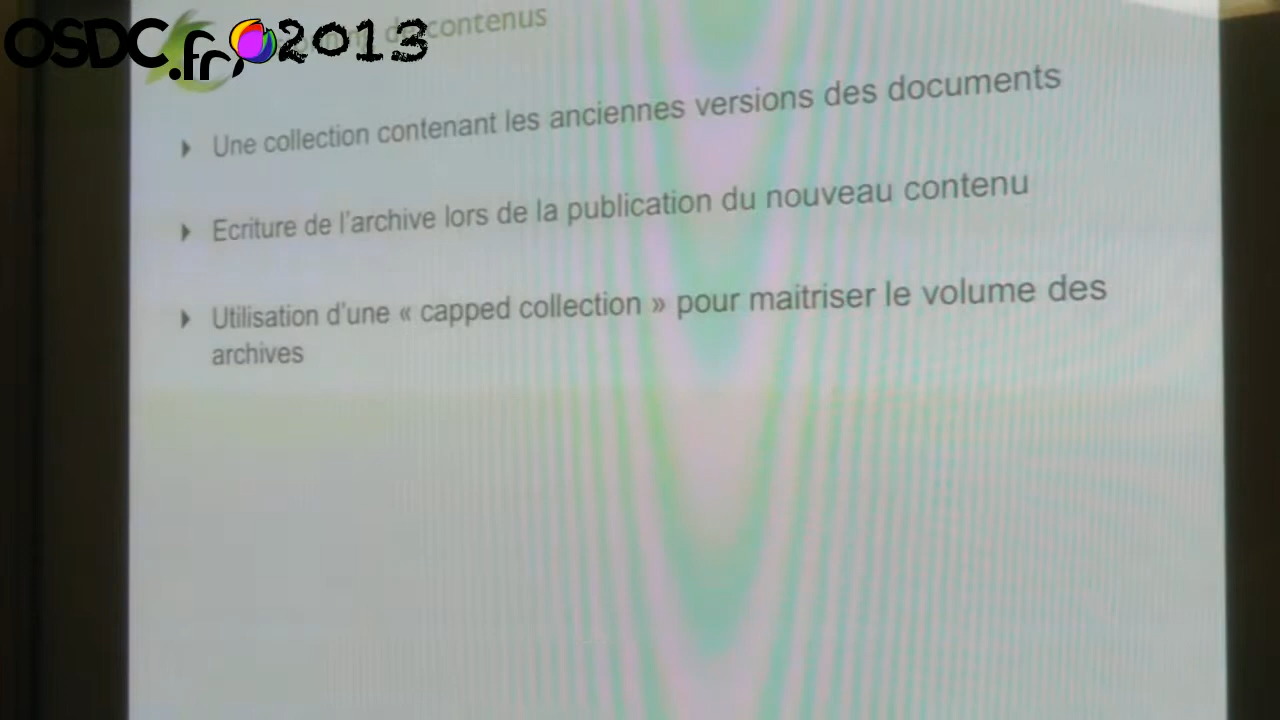 OSDC.fr 2013
de contenus
Une collection contenant les anciennes versions des documents
Ecriture de l'archive lors de la publication du nouveau contenu
Utilisation d'une « capped collection » pour maitriser le volume des
archives